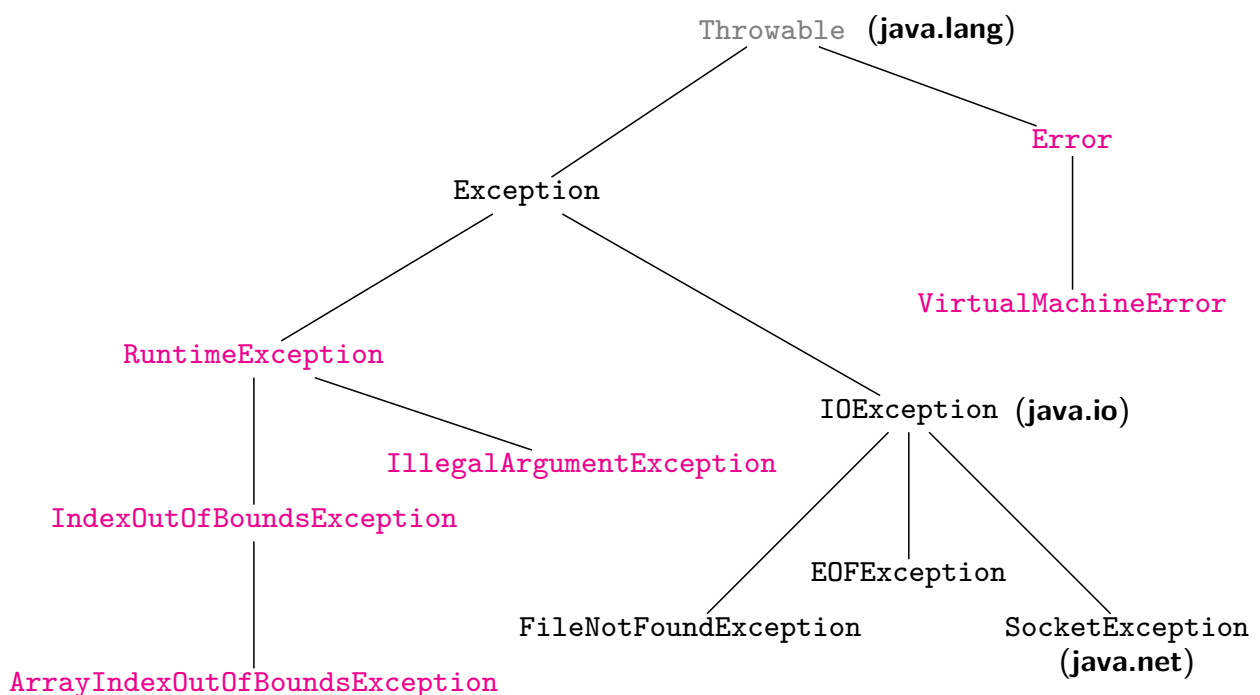 Throwable (java.lang)
Error
Exception
VirtualMachineError
RuntimeException
IOException (java.io)
IllegalArgumentException
IndexOutOfBoundsException
EOFException
FileNotFoundException
SocketException
(java.net)
ArrayIndexOutOfBoundsException